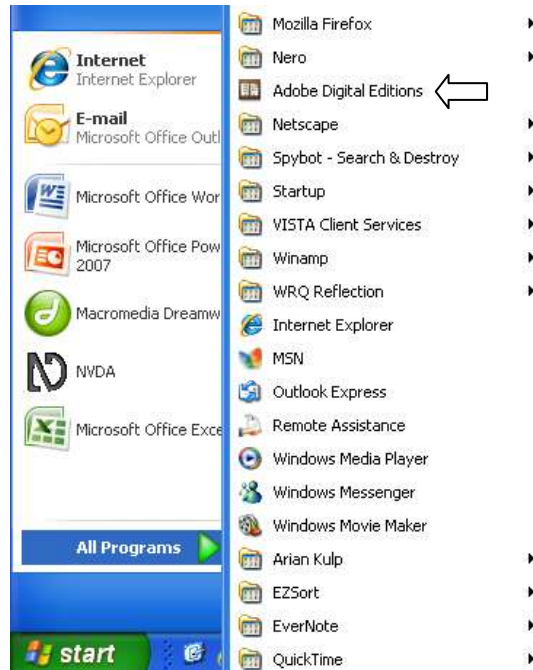 Internet
Internet Explorer
E-mail
Microsoft Office Outl
Microsoft Office Wor
Microsoft Office Pow
2007
Macromedia Dreamw
NVDA
Microsoft Office Exce
All Programs
start
Mozilla Firefox
Nero
Adobe Digital Editions
Netscape
Spybot - Search & Destroy
Startup
VISTA Client Services
Winamp
WRQ Reflection
Internet Explorer
MSN
Outlook Express
Remote Assistance
Windows Media Player
Windows Messenger
Windows Movie Maker
Arian Kulp
EZSort
EverNote
QuickTime